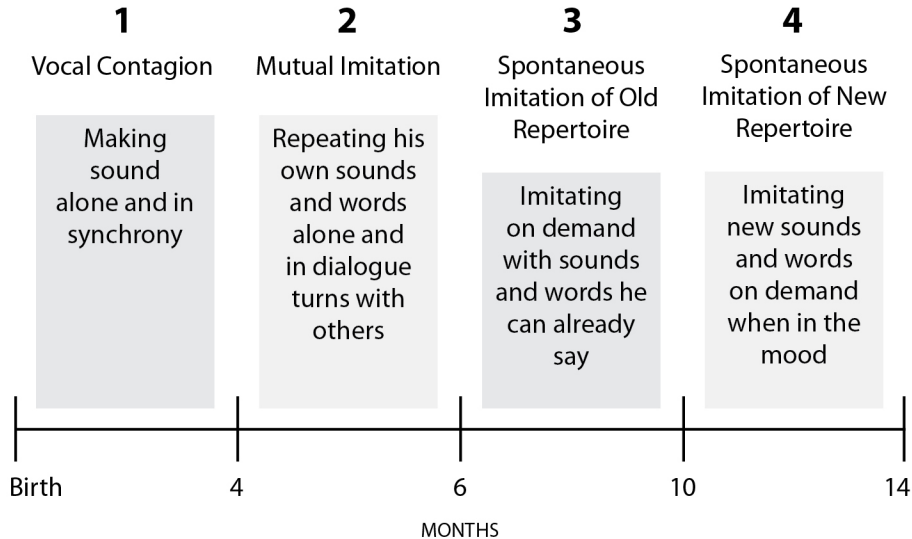 1
Vocal Contagion
Making
sound
alone and in
synchrony
2
Mutual Imitation
Repeating his
own sounds
and words
alone and
in dialogue
turns with
others
3
Spontaneous
Imitation of Old
Repertoire
Imitating
on demand
with sounds
and words he
can already
say
4
Spontaneous
Imitation of New
Repertoire
Imitating
new sounds
and words
on demand
when in the
mood
Birth 4 6 10 14
MONTHS